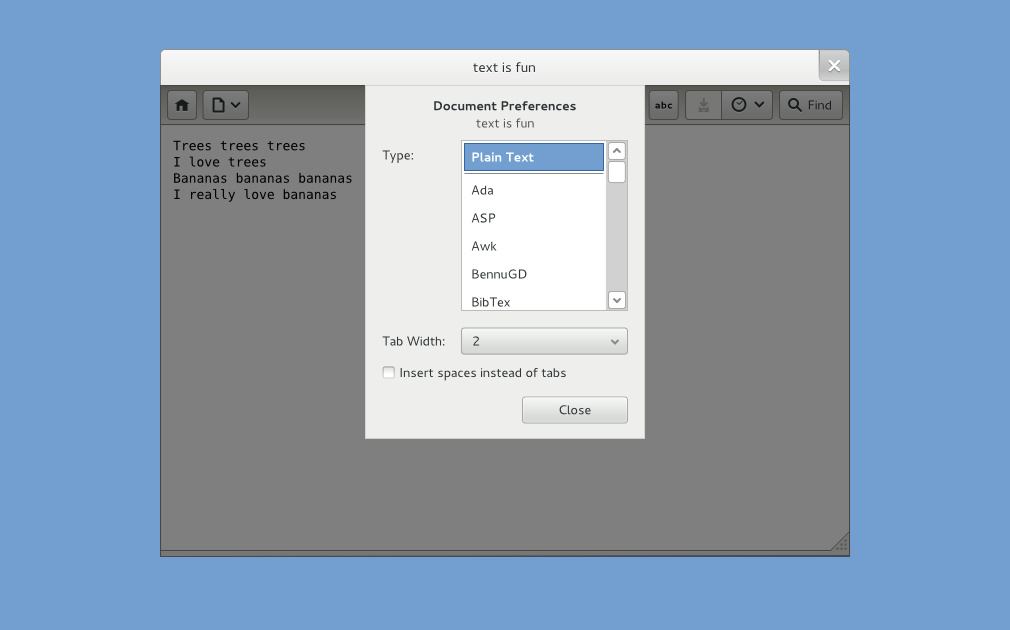 text is fun
abc
Find
Trees trees trees
I love trees
Bananas bananas bananas
I really love bananas
Document Preferences
text is fun
Type:
Plain Text
Ada
ASP
Awk
BennuGD
BibTex
Tab Width: 2
Insert spaces instead of tabs
Close